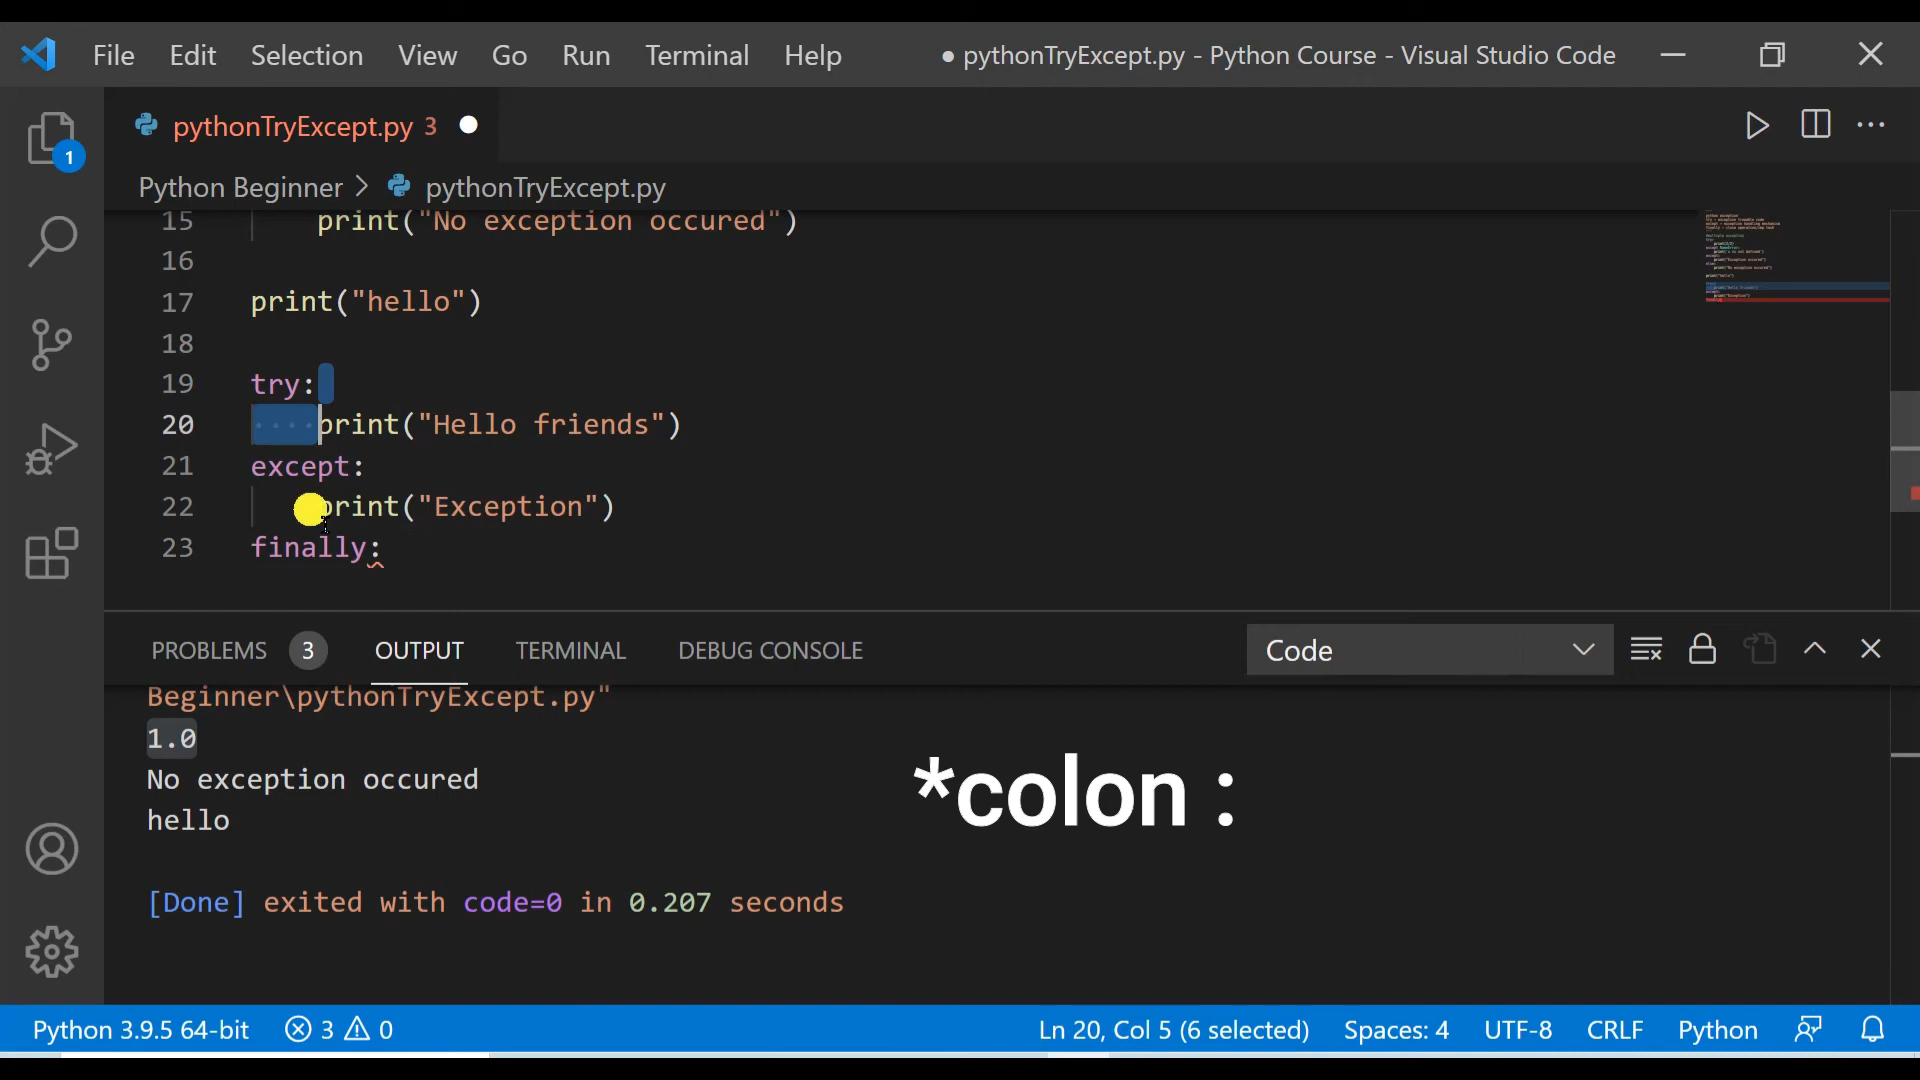 File Edit Selection View Go Run Terminal Help ● pythonTryExcept.py - Python Course - Visual Studio Code
pythonTryExcept.py 3
1
Python Beginner > pythonTryExcept.py
15 print("No exception occured")
16
17 print("hello")
18
19 try:
20 ····print("Hello friends")
21 except:
22 print("Exception")
23 finally:
PROBLEMS 3 OUTPUT TERMINAL DEBUG CONSOLE Code
Beginner\pythonTryExcept.py"
1.0
No exception occured
hello
*colon :
[Done] exited with code=0 in 0.207 seconds
Python 3.9.5 64-bit 3 0 Ln 20, Col 5 (6 selected) Spaces: 4 UTF-8 CRLF Python